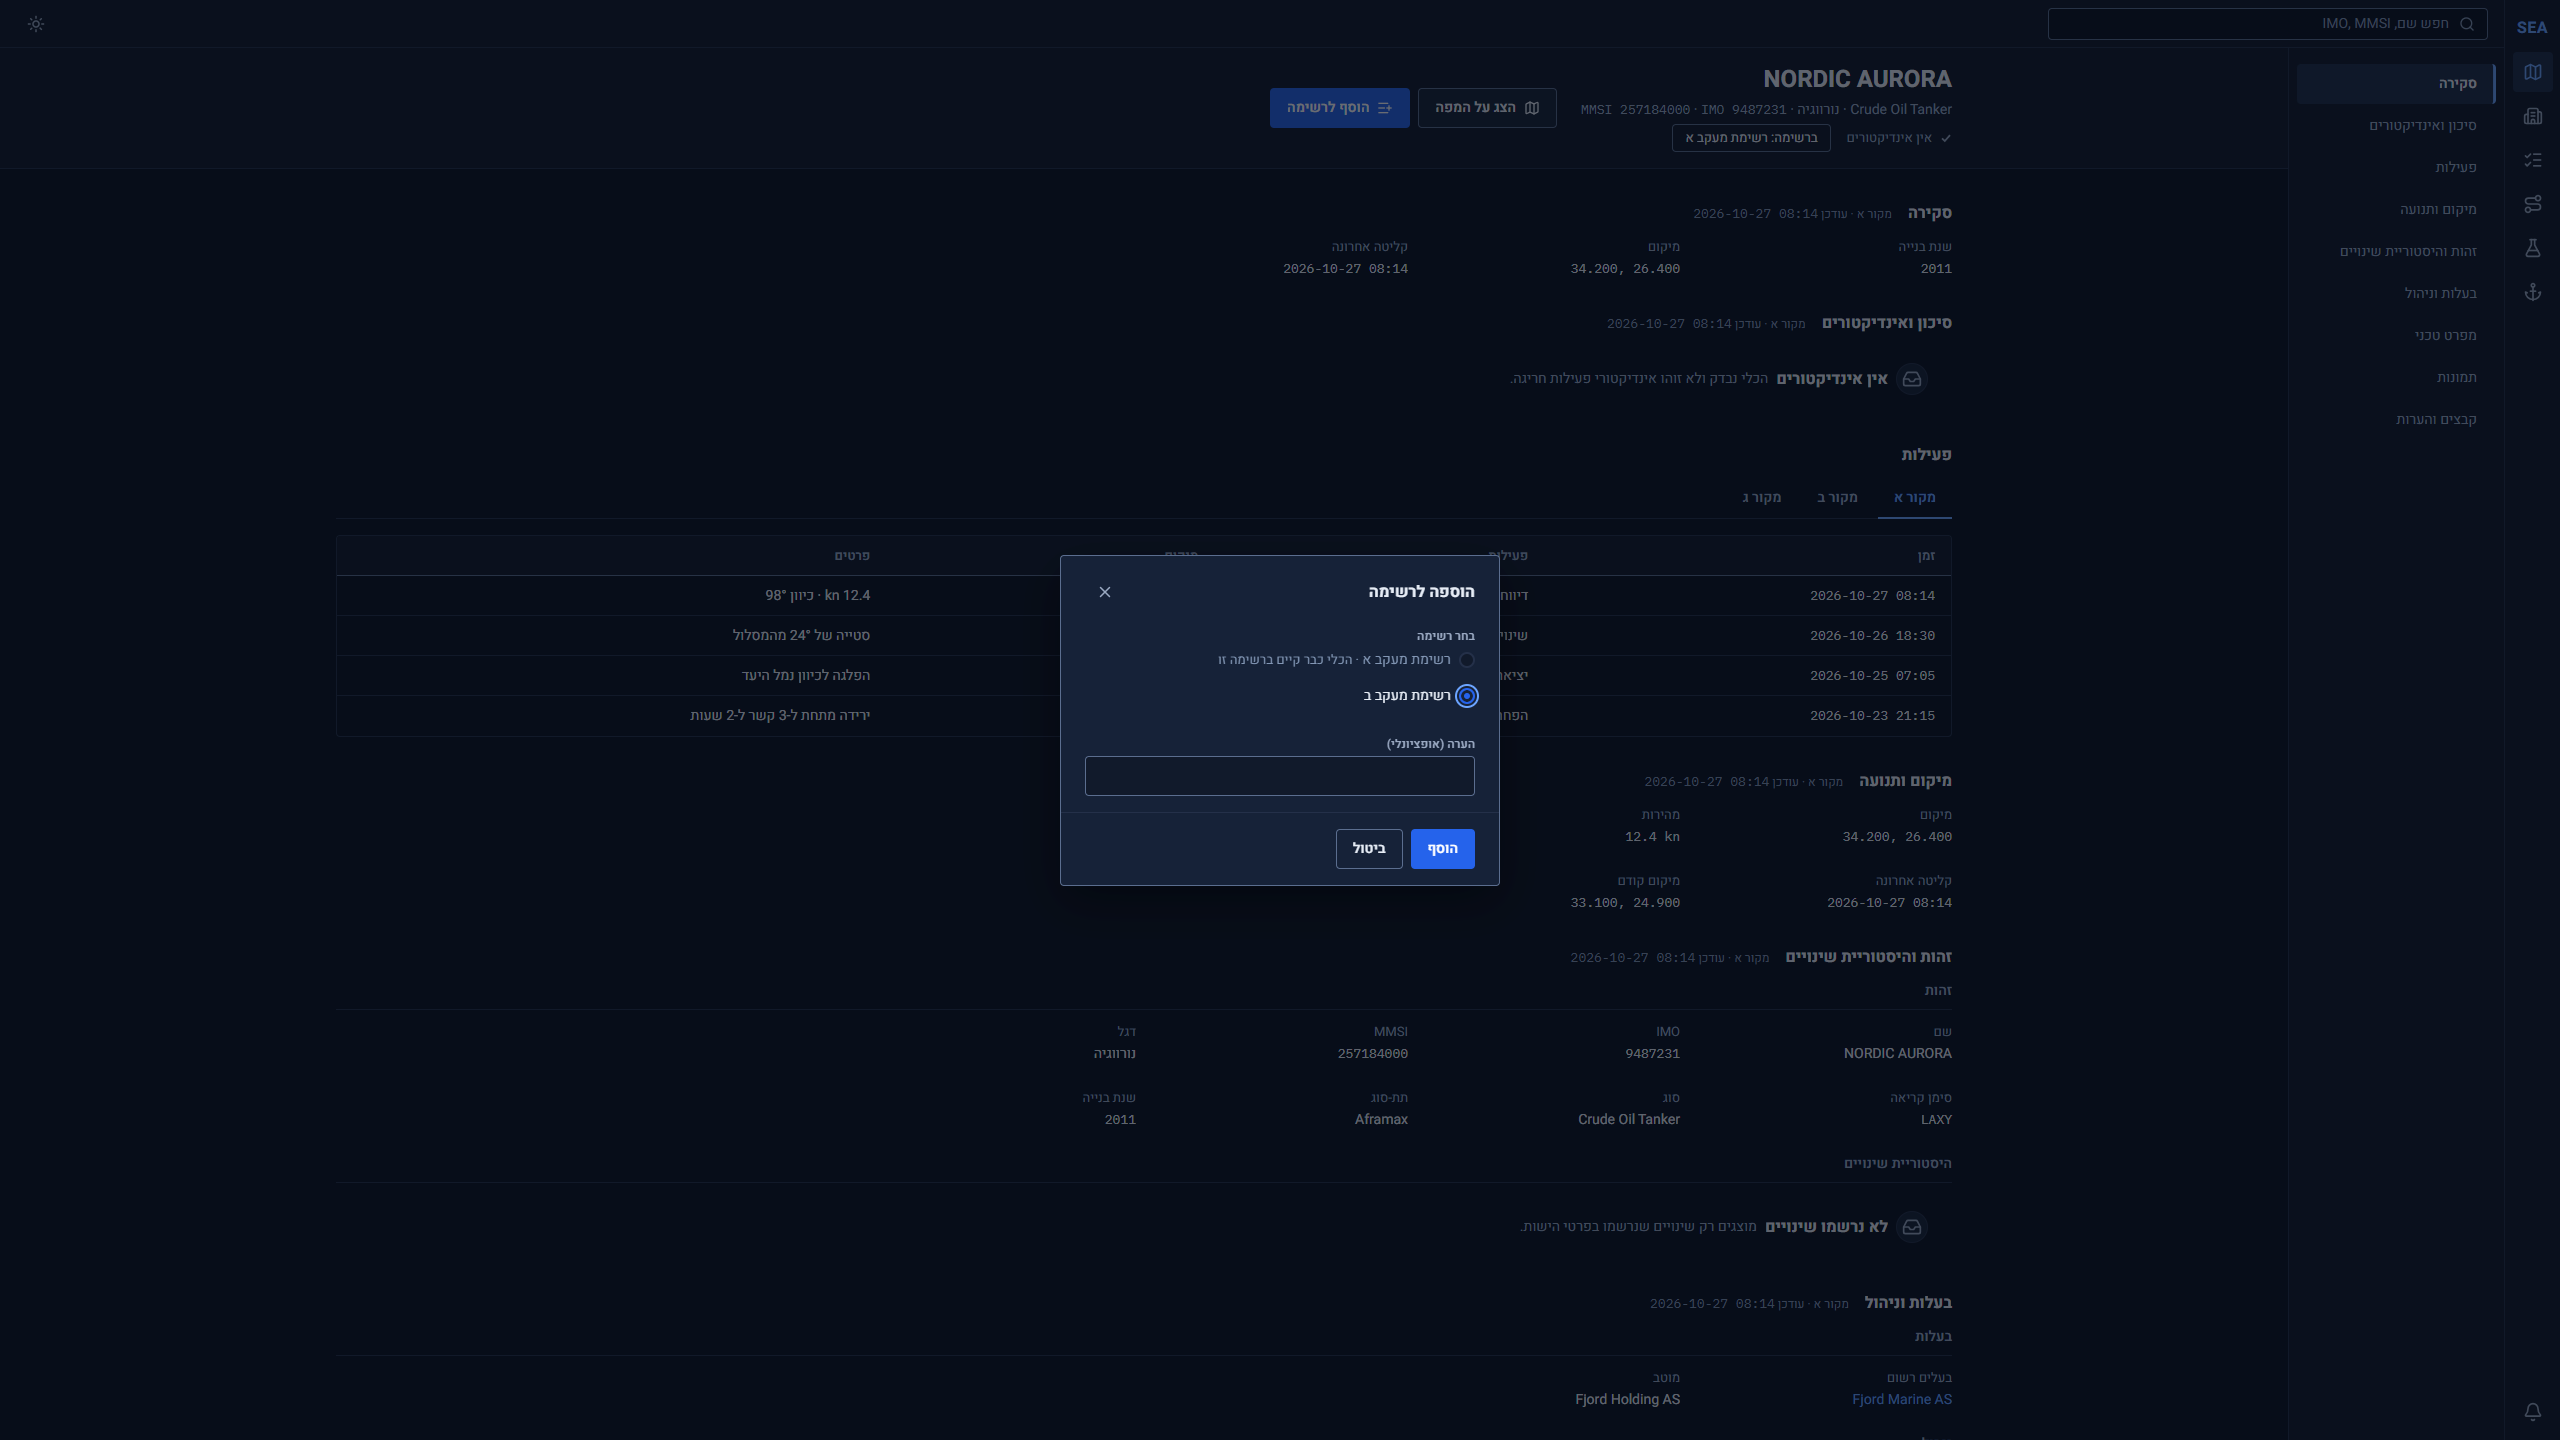 SEA
חפש שם, IMO, MMSI
סקירה
סיכון ואינדיקטורים
פעילות
מיקום ותנועה
זהות והיסטוריית שינויים
בעלות וניהול
מפרט טכני
תמונות
קבצים והערות
NORDIC AURORA
Crude Oil Tanker · נורווגיה · IMO 9487231 · MMSI 257184000
אין אינדיקטורים ברשימה: רשימת מעקב א
הצג על המפה הוסף לרשימה
סקירה מקור א · עודכן 2026-10-27 08:14
שנת בנייה מיקום קליטה אחרונה
2011 34.200, 26.400 2026-10-27 08:14
סיכון ואינדיקטורים מקור א · עודכן 2026-10-27 08:14
אין אינדיקטורים הכלי נבדק ולא זוהו אינדיקטורי פעילות חריגה.
פעילות
מקור א מקור ב מקור ג
זמן פרטים
2026-10-27 08:14 דיווח 12.4 kn · כיוון 98°
2026-10-26 18:30 סטייה של 24° מהמסלול
2026-10-25 07:05 הפלגה לכיוון נמל היעד
2026-10-23 21:15 ירידה מתחת ל-3 קשר ל-2 שעות
הוספה לרשימה
בחר רשימה
רשימת מעקב א · הכלי כבר קיים ברשימה זו
רשימת מעקב ב
הערה (אופציונלי)
הוסף ביטול
מיקום ותנועה מקור א · עודכן 2026-10-27 08:14
מיקום מהירות
34.200, 26.400 12.4 kn
קליטה אחרונה מיקום קודם
2026-10-27 08:14 33.100, 24.900
זהות והיסטוריית שינויים מקור א · עודכן 2026-10-27 08:14
זהות
שם IMO MMSI דגל
NORDIC AURORA 9487231 257184000 נורווגיה
סימן קריאה סוג תת-סוג שנת בנייה
LAXY Crude Oil Tanker Aframax 2011
היסטוריית שינויים
לא נרשמו שינויים מוצגים רק שינויים שנרשמו בפרטי הישות.
בעלות וניהול מקור א · עודכן 2026-10-27 08:14
בעלות
בעלים רשום מוטב
Fjord Marine AS Fjord Holding AS